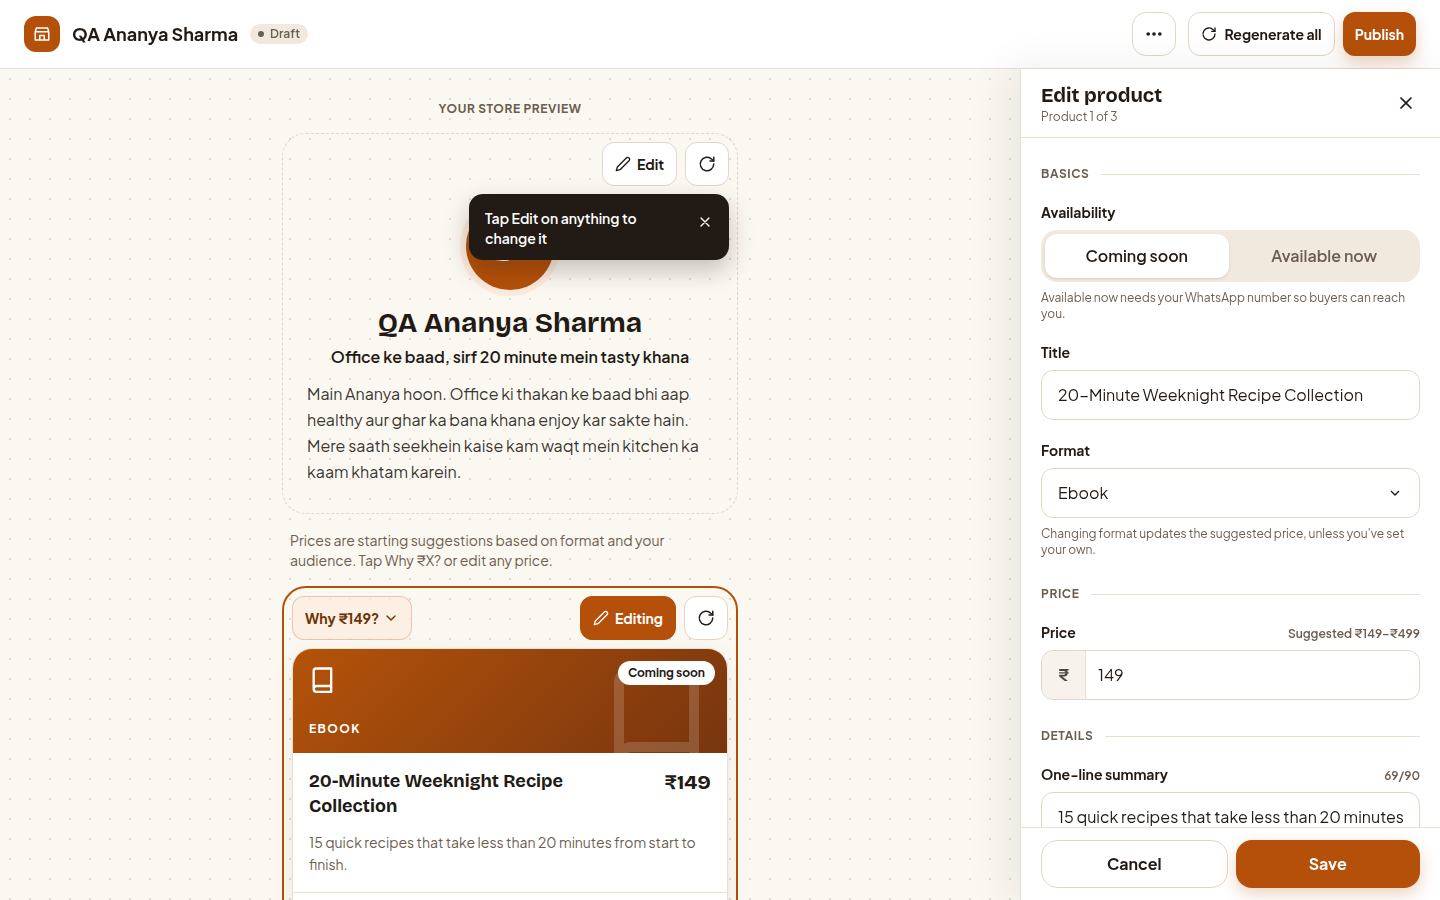 QA Ananya Sharma
Draft
Regenerate all
Publish
YOUR STORE PREVIEW
Edit
Tap Edit on anything to
change it
QA Ananya Sharma
Office ke baad, sirf 20 minute mein tasty khana
Main Ananya hoon. Office ki thakan ke baad bhi aap
healthy aur ghar ka bana khana enjoy kar sakte hain.
Mere saath seekhein kaise kam waqt mein kitchen ka
kaam khatam karein.
Prices are starting suggestions based on format and your
audience. Tap Why ₹X? or edit any price.
Why ₹149?
Editing
Coming soon
EBOOK
20-Minute Weeknight Recipe
Collection
₹149
15 quick recipes that take less than 20 minutes from start to
finish.
Edit product
Product 1 of 3
BASICS
Availability
Coming soon
Available now
Available now needs your WhatsApp number so buyers can reach
you.
Title
20-Minute Weeknight Recipe Collection
Format
Ebook
Changing format updates the suggested price, unless you've set
your own.
PRICE
Price
Suggested ₹149–₹499
₹
149
DETAILS
One-line summary
69/90
15 quick recipes that take less than 20 minutes
Cancel
Save